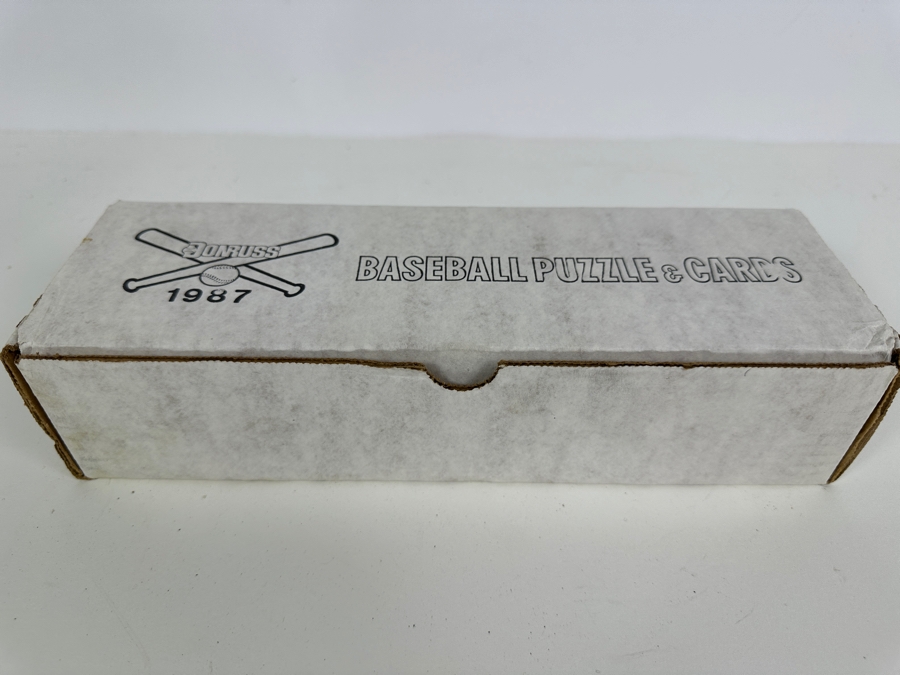 DONRUSS
1987
BASEBALL PUZZLE & CARDS